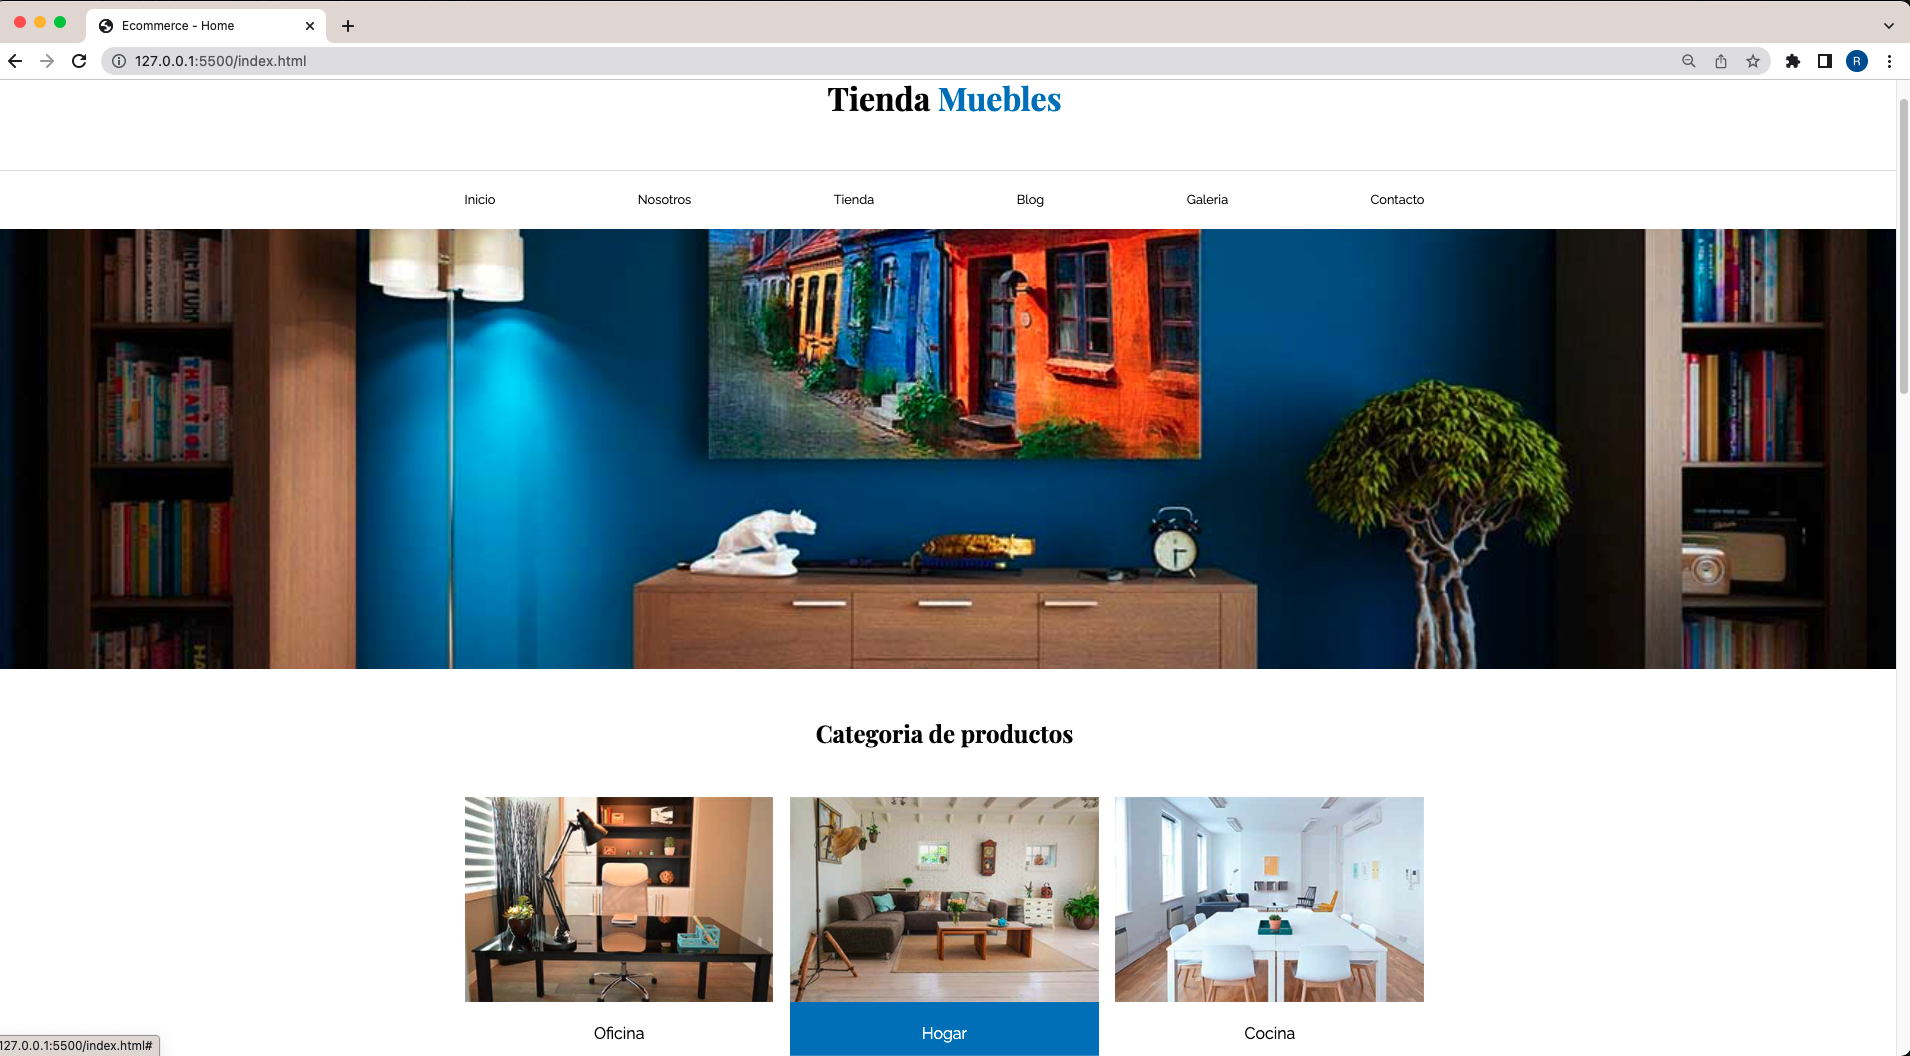 Ecommerce - Home
127.0.0.1:5500/index.html
R
Tienda Muebles
Inicio
Nosotros
Tienda
Blog
Galeria
Contacto
Categoria de productos
Oficina
Hogar
Cocina
127.0.0.1:5500/index.html#